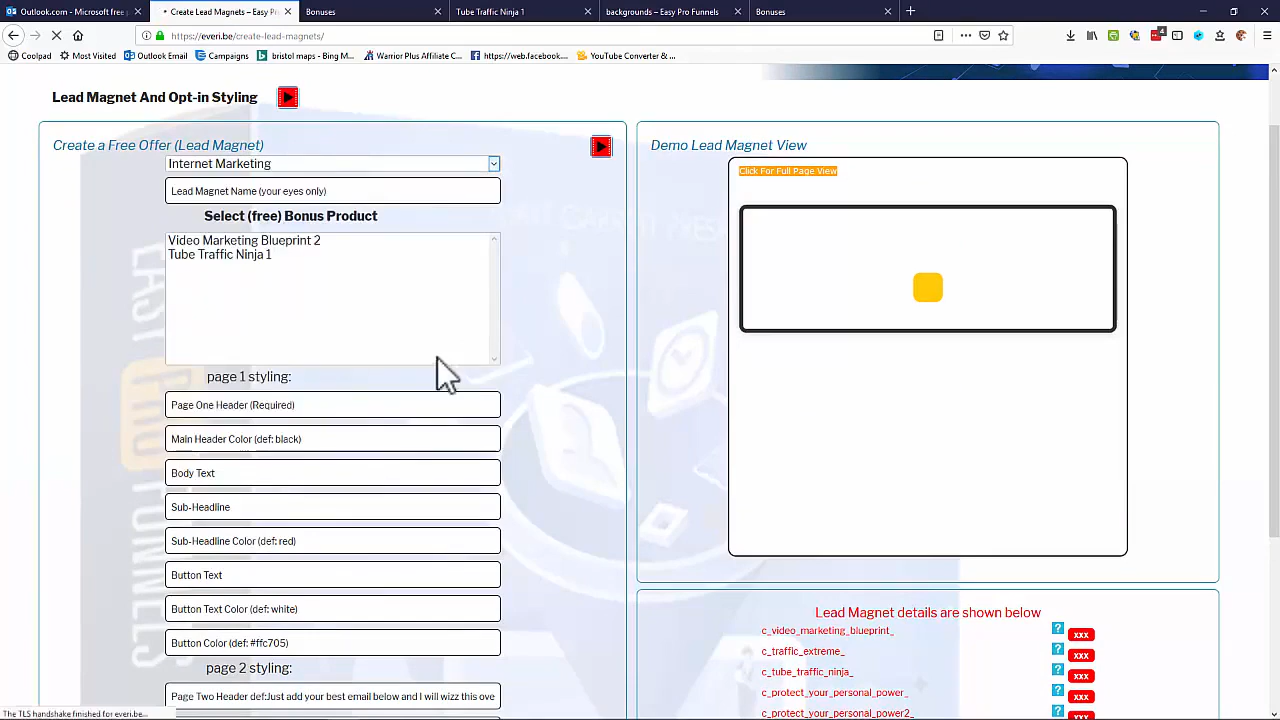 Outlook.com - Microsoft free p
Create Lead Magnets – Easy Pr
Bonuses
Tube Traffic Ninja 1
backgrounds – Easy Pro Funnels
Bonuses
https://everi.be/create-lead-magnets/
Coolpad
Most Visited
Outlook Email
Campaigns
bristol maps - Bing M...
Warrior Plus Affiliate C...
https://web.facebook....
YouTube Converter & ...
Lead Magnet And Opt-in Styling
Create a Free Offer (Lead Magnet)
Internet Marketing
Lead Magnet Name (your eyes only)
Select (free) Bonus Product
Video Marketing Blueprint 2
Tube Traffic Ninja 1
page 1 styling:
Page One Header (Required)
Main Header Color (def: black)
Body Text
Sub-Headline
Sub-Headline Color (def: red)
Button Text
Button Text Color (def: white)
Button Color (def: #ffc705)
page 2 styling:
Page Two Header def:Just add your best email below and I will wizz this ove
Demo Lead Magnet View
Click For Full Page View
Lead Magnet details are shown below
c_video_marketing_blueprint_
? xxx
c_traffic_extreme_
? xxx
c_tube_traffic_ninja_
? xxx
c_protect_your_personal_power_
? xxx
c_protect_your_personal_power2_
? xxx
The TLS handshake finished for everi.be...